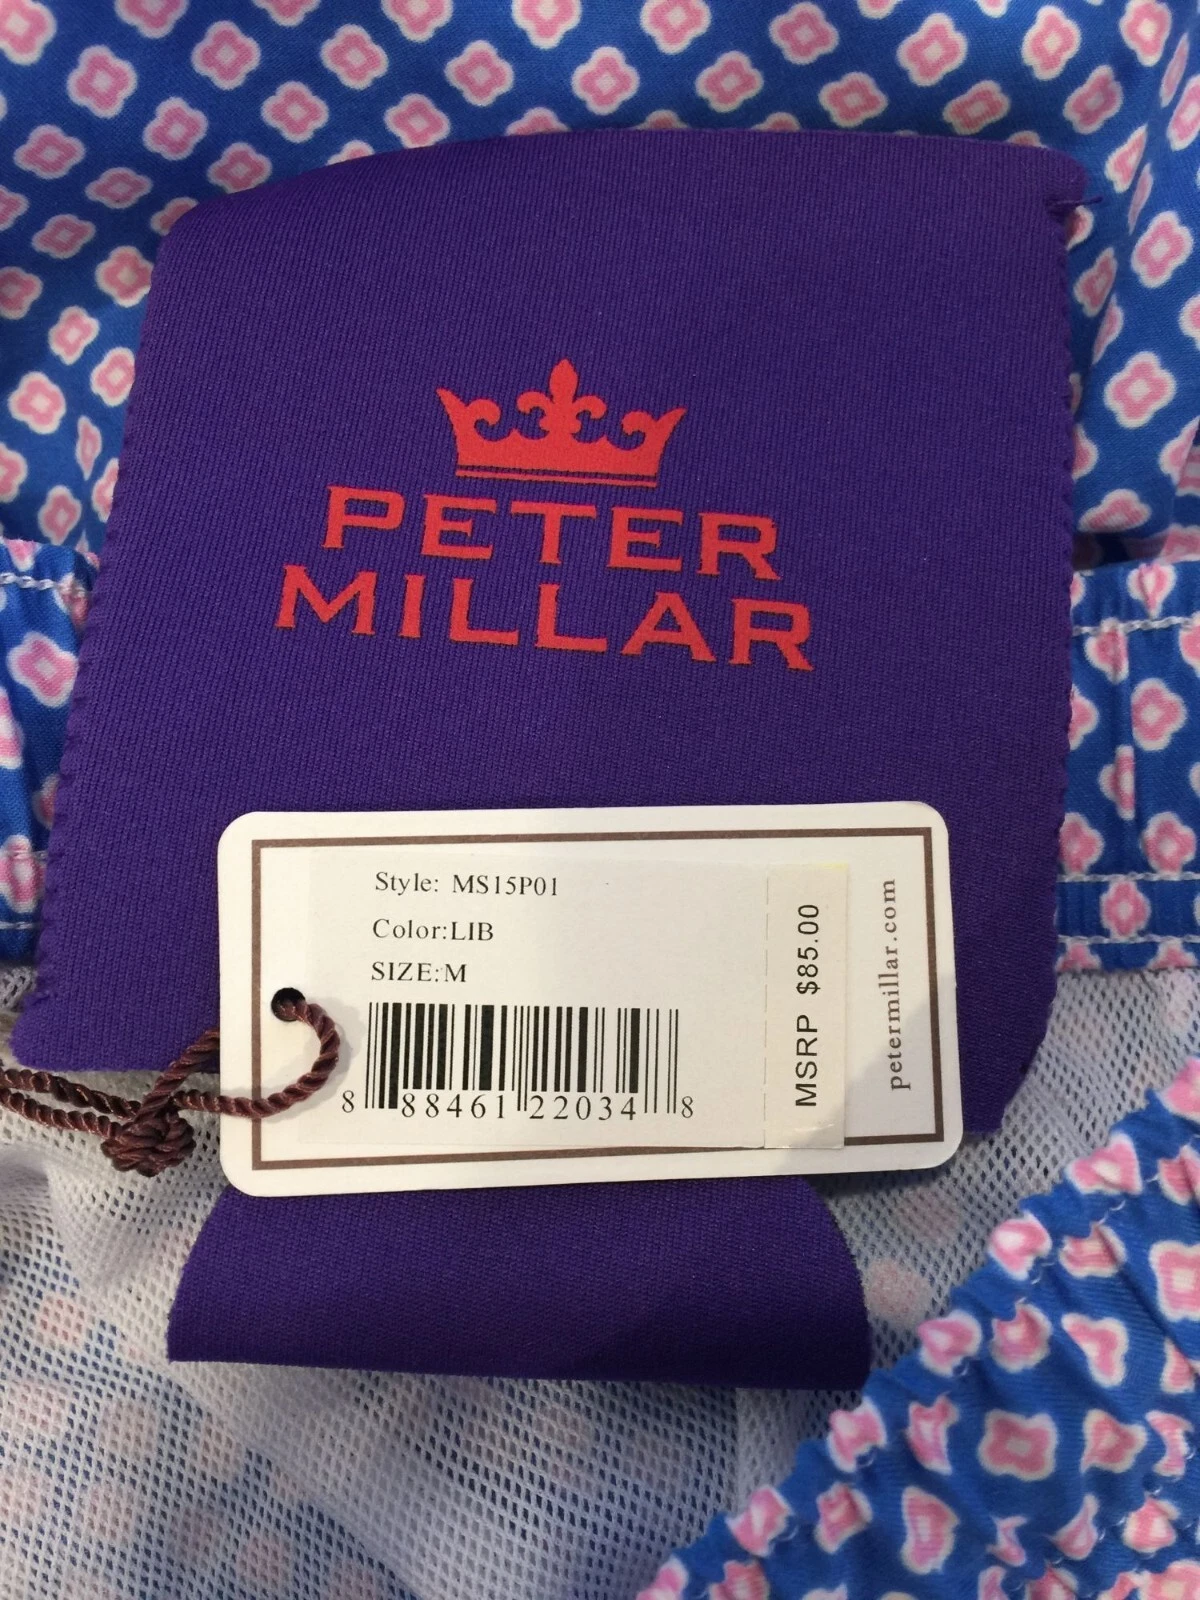 PETER
MILLAR
Style: MS15P01
Color:LIB
SIZE:M
8 88461 22034 8
MSRP $85.00
petermillar.com